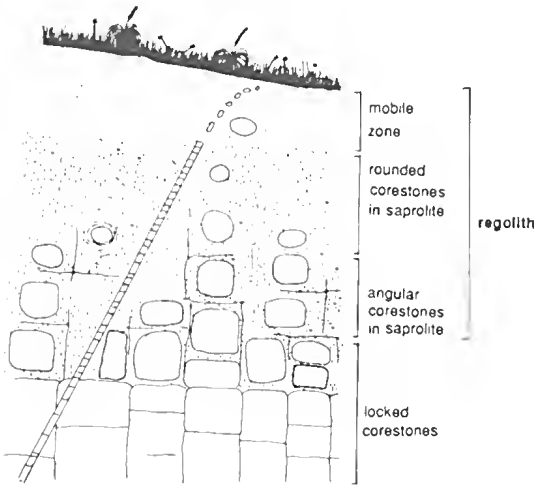 mobile
zone
rounded
corestones
in saprolite
regolith
angular
corestones
in saprolite
locked
corestones